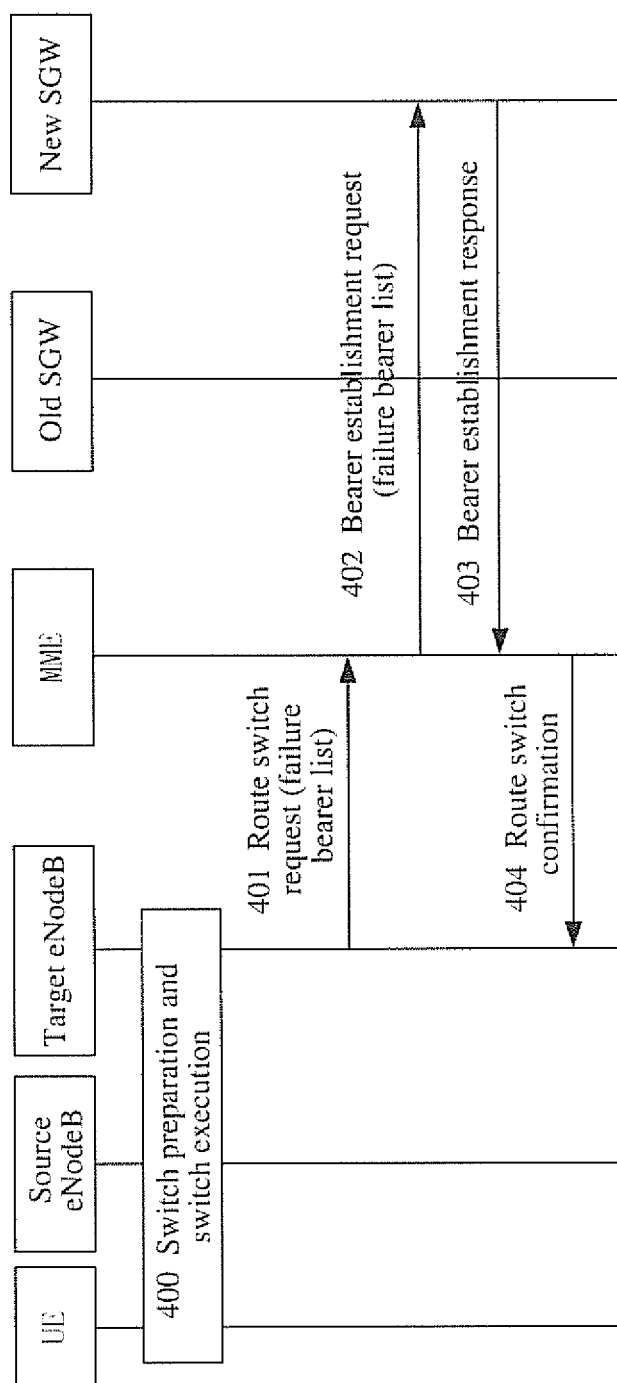 UE
Source
eNodeB
Target eNodeB
MME
Old SGW
New SGW
400 Switch preparation and
switch execution
401 Route switch
request (failure
bearer list)
402 Bearer establishment request
(failure bearer list)
403 Bearer establishment response
404 Route switch
confirmation